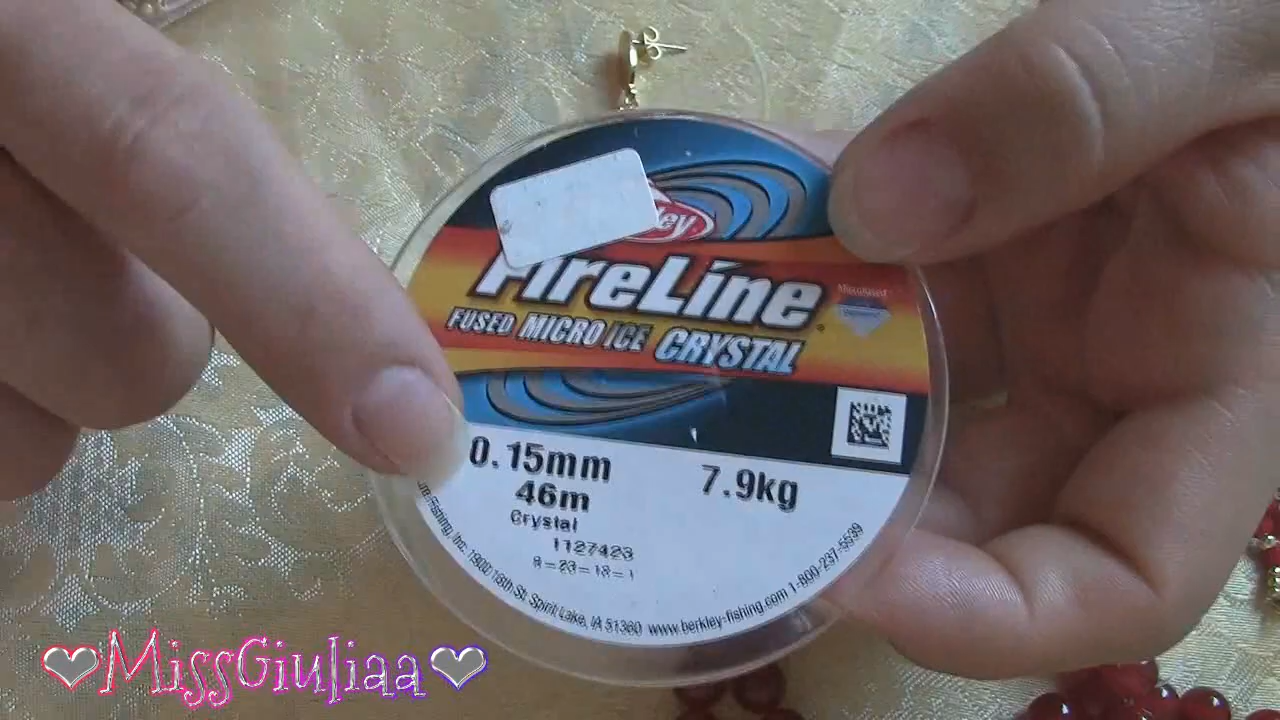 FireLine
FUSED MICRO ICE CRYSTAL
0.15mm
7.9kg
46m
Crystal
1127423
Fishing, Inc. 1900 18th St. Spirit Lake, IA 51360 www.berkley-fishing.com 1-800-237-5539
MissGiuliaa